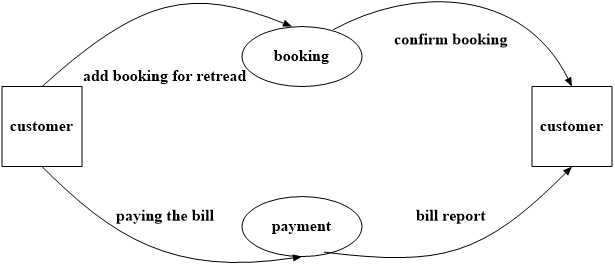 booking
confirm booking
add booking for retread
customer
customer
paying the bill
payment
bill report